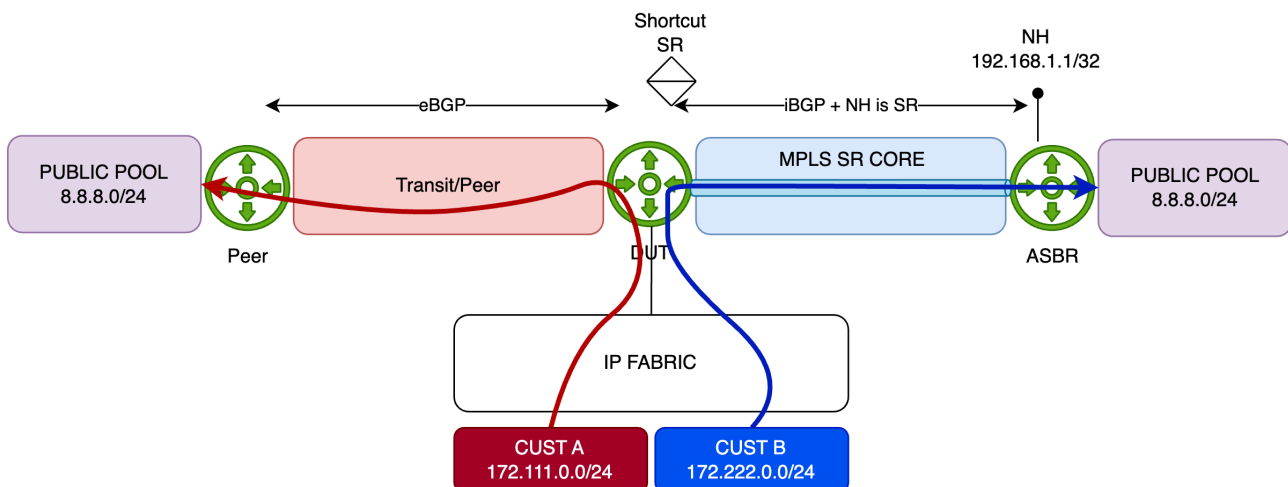 Shortcut
SR
NH
192.168.1.1/32
eBGP
iBGP + NH is SR
PUBLIC POOL
8.8.8.0/24
Transit/Peer
MPLS SR CORE
PUBLIC POOL
8.8.8.0/24
Peer
DUT
ASBR
IP FABRIC
CUST A
172.111.0.0/24
CUST B
172.222.0.0/24